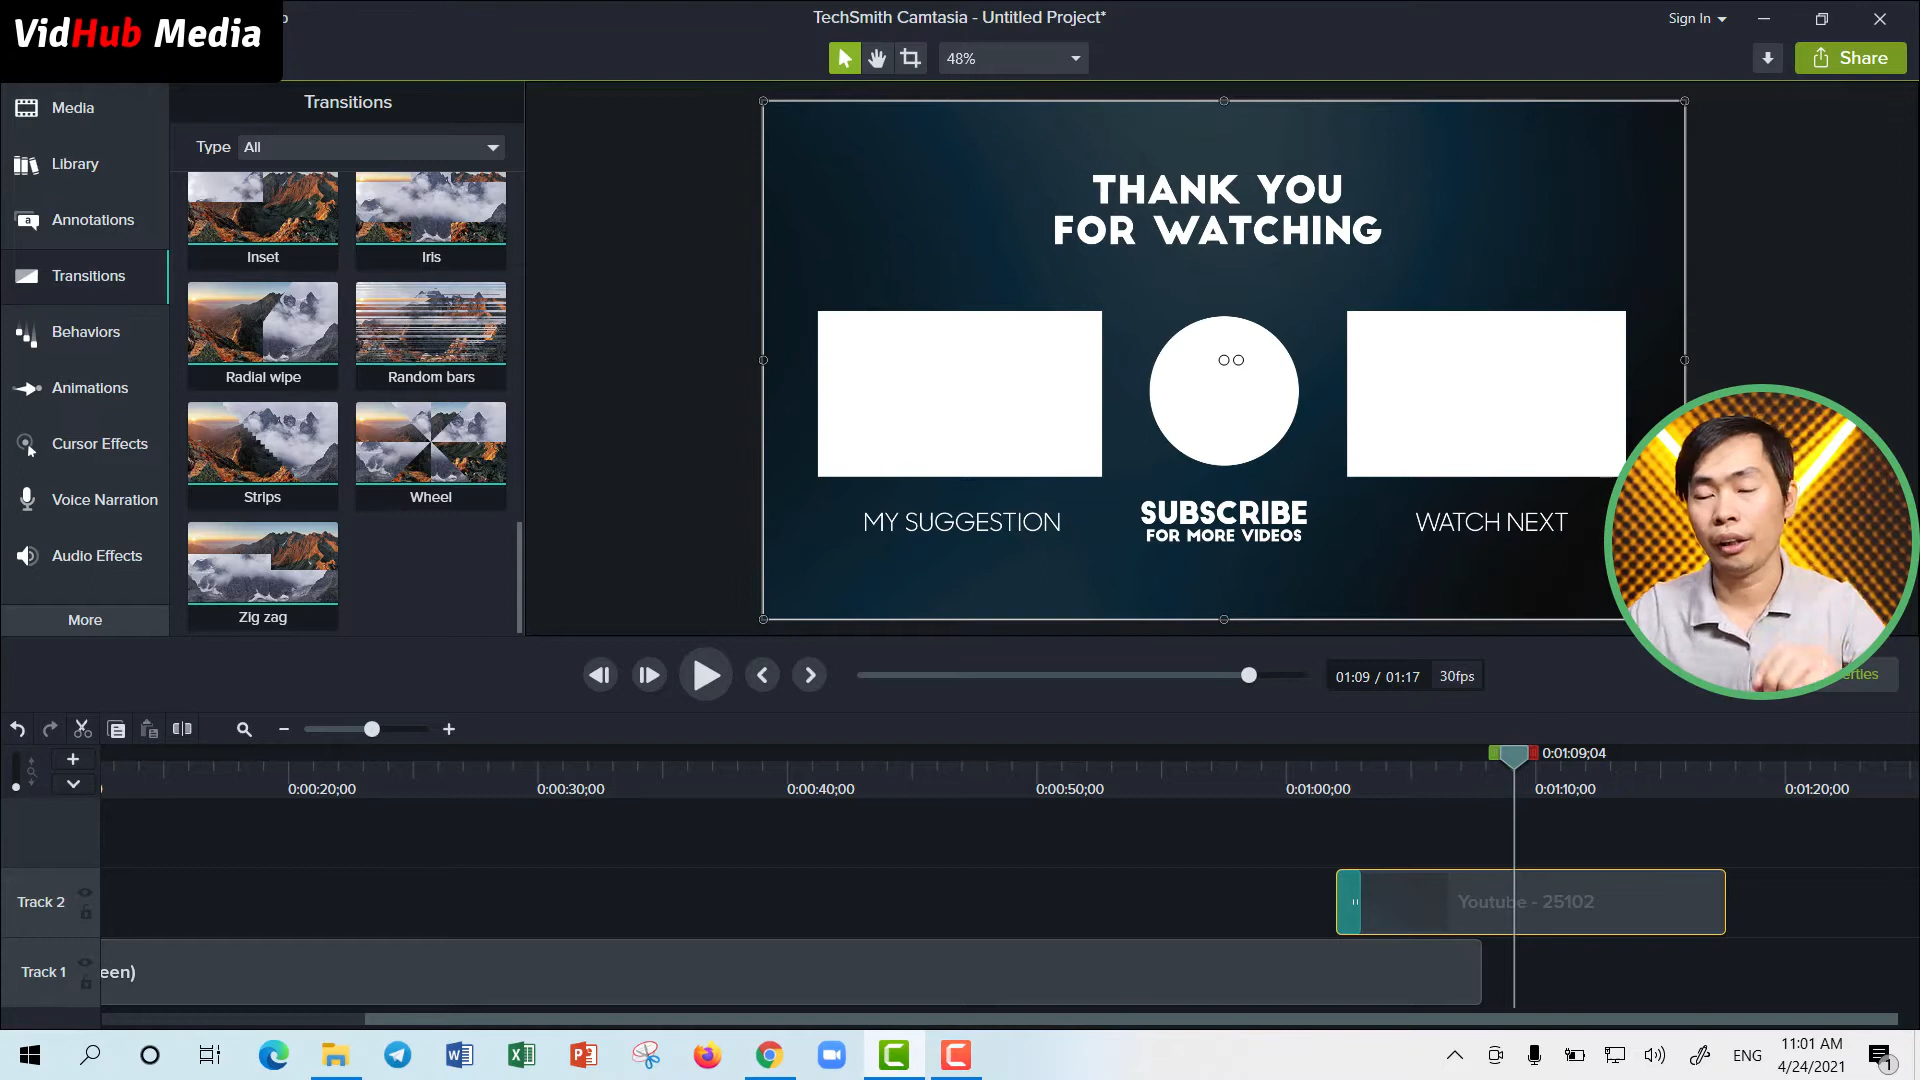 VidHub Media
TechSmith Camtasia - Untitled Project*
Sign In
48%
Share
Media
Library
Annotations
Transitions
Behaviors
Animations
Cursor Effects
Voice Narration
Audio Effects
More
Transitions
Type All
Inset
Iris
Radial wipe
Random bars
Strips
Wheel
Zig zag
THANK YOU
FOR WATCHING
MY SUGGESTION
SUBSCRIBE
FOR MORE VIDEOS
WATCH NEXT
01:09 / 01:17
30fps
erties
0:01:09;04
0:00:20;00
0:00:30;00
0:00:40;00
0:00:50;00
0:01:00;00
0:01:10;00
0:01:20;00
Track 2
Youtube - 25102
Track 1
een)
ENG
11:01 AM
4/24/2021
1